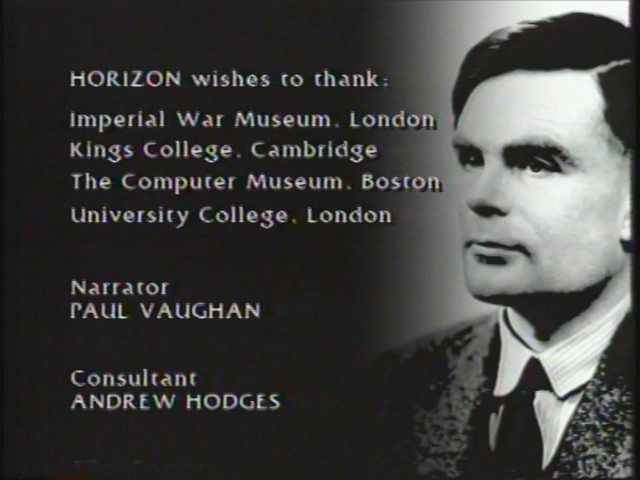 HORIZON wishes to thank:
Imperial War Museum. London
Kings College. Cambridge
The Computer Museum. Boston
University College. London
Narrator
PAUL VAUGHAN
Consultant
ANDREW HODGES